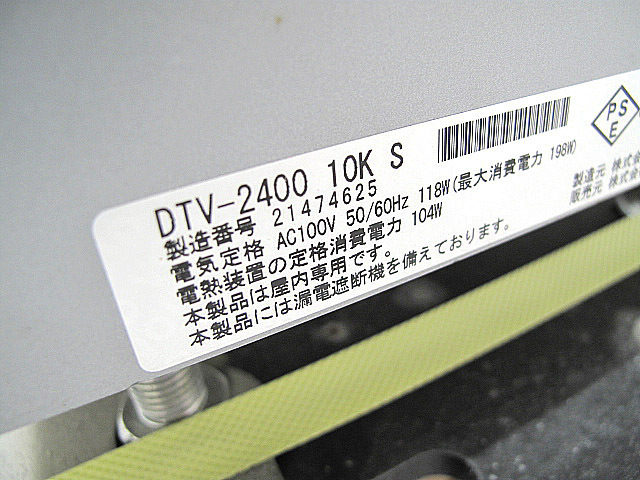 DTV-2400 10K S
製造番号 21474625
電気定格 AC100V 50/60Hz 118W(最大消費電力 198W)
電熱装置の定格消費電力 104W
本製品は屋内専用です。
本製品には漏電遮断機を備えております。
PS
E
製造元 株式会
販売元 株式会